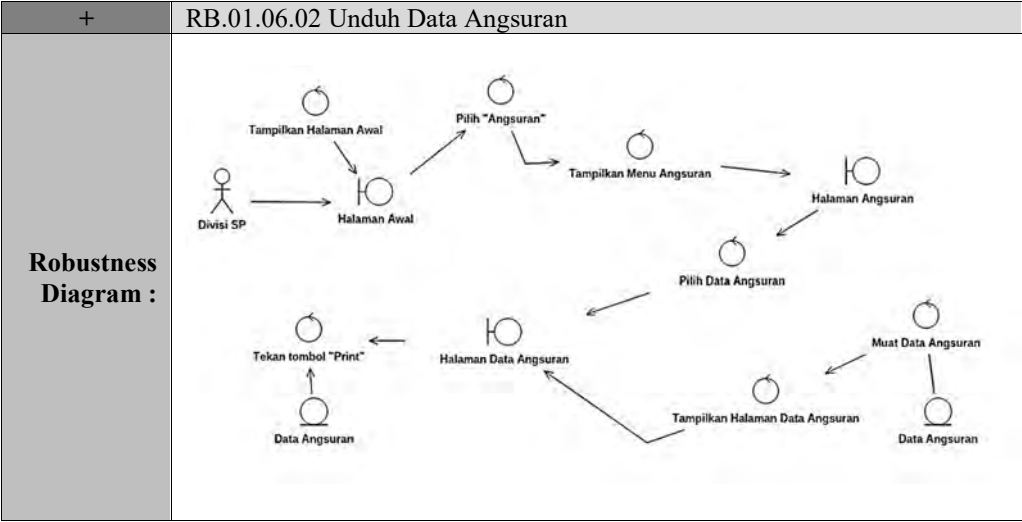 +
RB.01.06.02 Unduh Data Angsuran
Robustness
Diagram :
Tampilkan Halaman Awal
Pilih "Angsuran"
Tampilkan Menu Angsuran
Halaman Angsuran
Divisi SP
Halaman Awal
Pilih Data Angsuran
Muat Data Angsuran
Tekan tombol "Print"
Halaman Data Angsuran
Tampilkan Halaman Data Angsuran
Data Angsuran
Data Angsuran